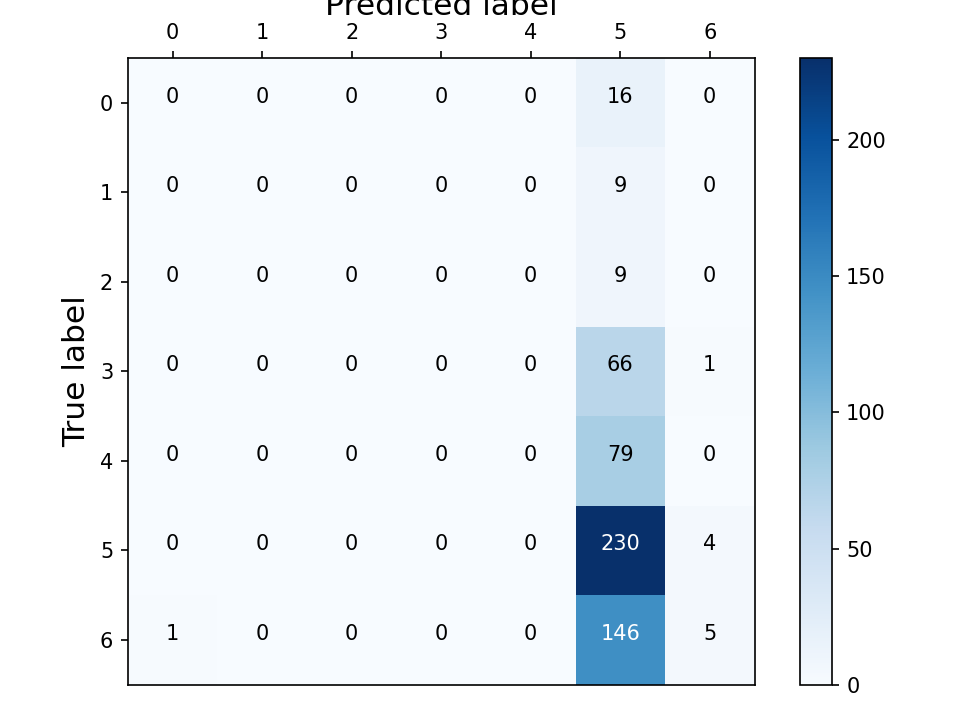 Predicted label
0 1 2 3 4 5 6
0 0 0 0 0 0 16 0
1 0 0 0 0 0 9 0
2 0 0 0 0 0 9 0
3 0 0 0 0 0 66 1
4 0 0 0 0 0 79 0
5 0 0 0 0 0 230 4
6 1 0 0 0 0 146 5
True label
200
150
100
50
0